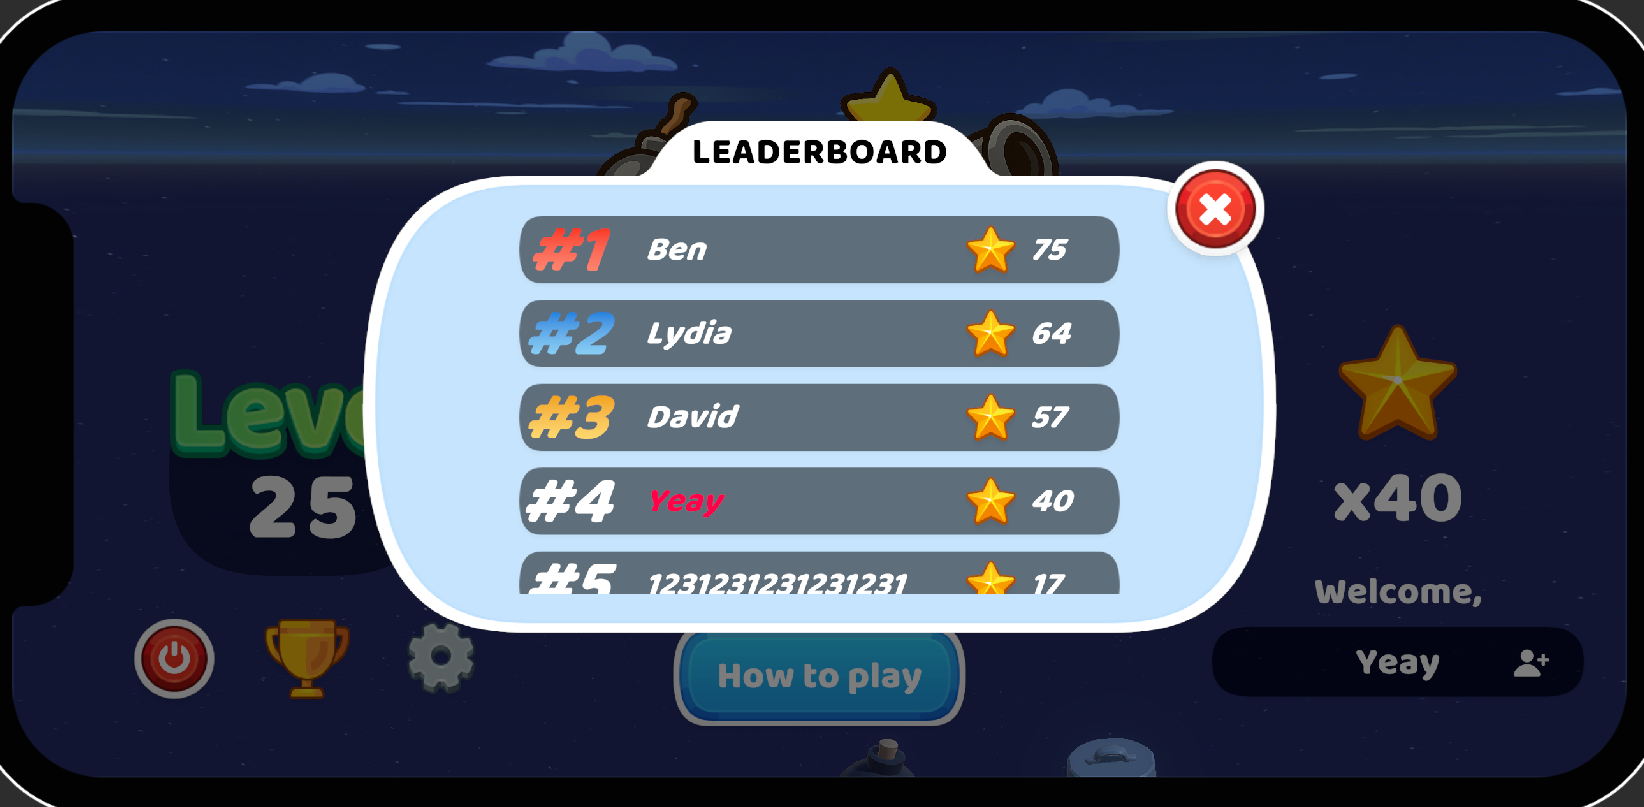 LEADERBOARD
#1 Ben 75
#2 Lydia 64
#3 David 57
#4 Yeay 40
#5 1231231231231231 17
Leve
25
x40
Welcome,
Yeay
How to play